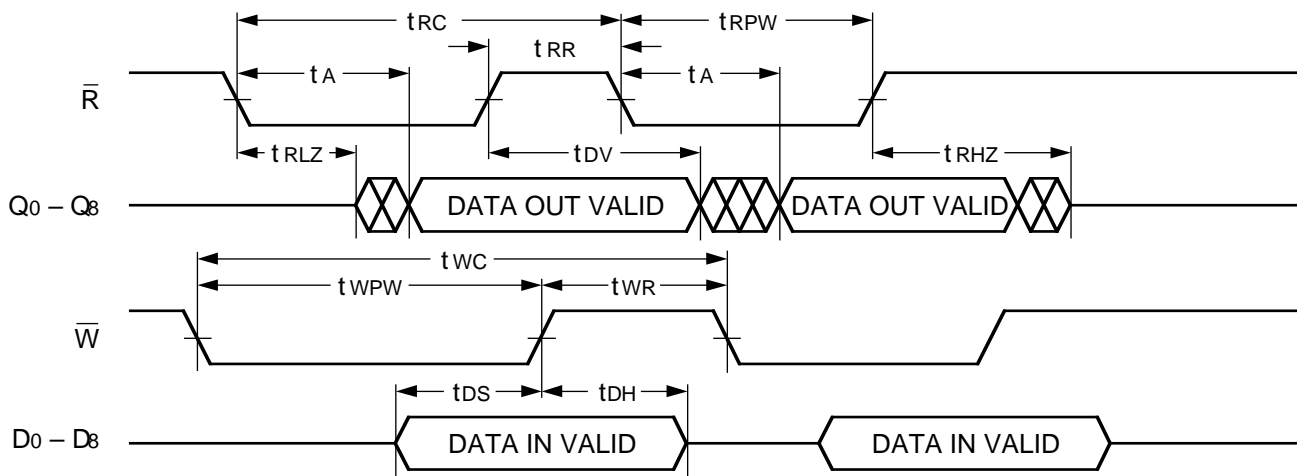 tRC tRPW
tRR
tA tA
R̅
tRLZ tDV tRHZ
Q0 – Q8 DATA OUT VALID DATA OUT VALID
tWC
tWPW tWR
W̅
tDS tDH
D0 – D8 DATA IN VALID DATA IN VALID